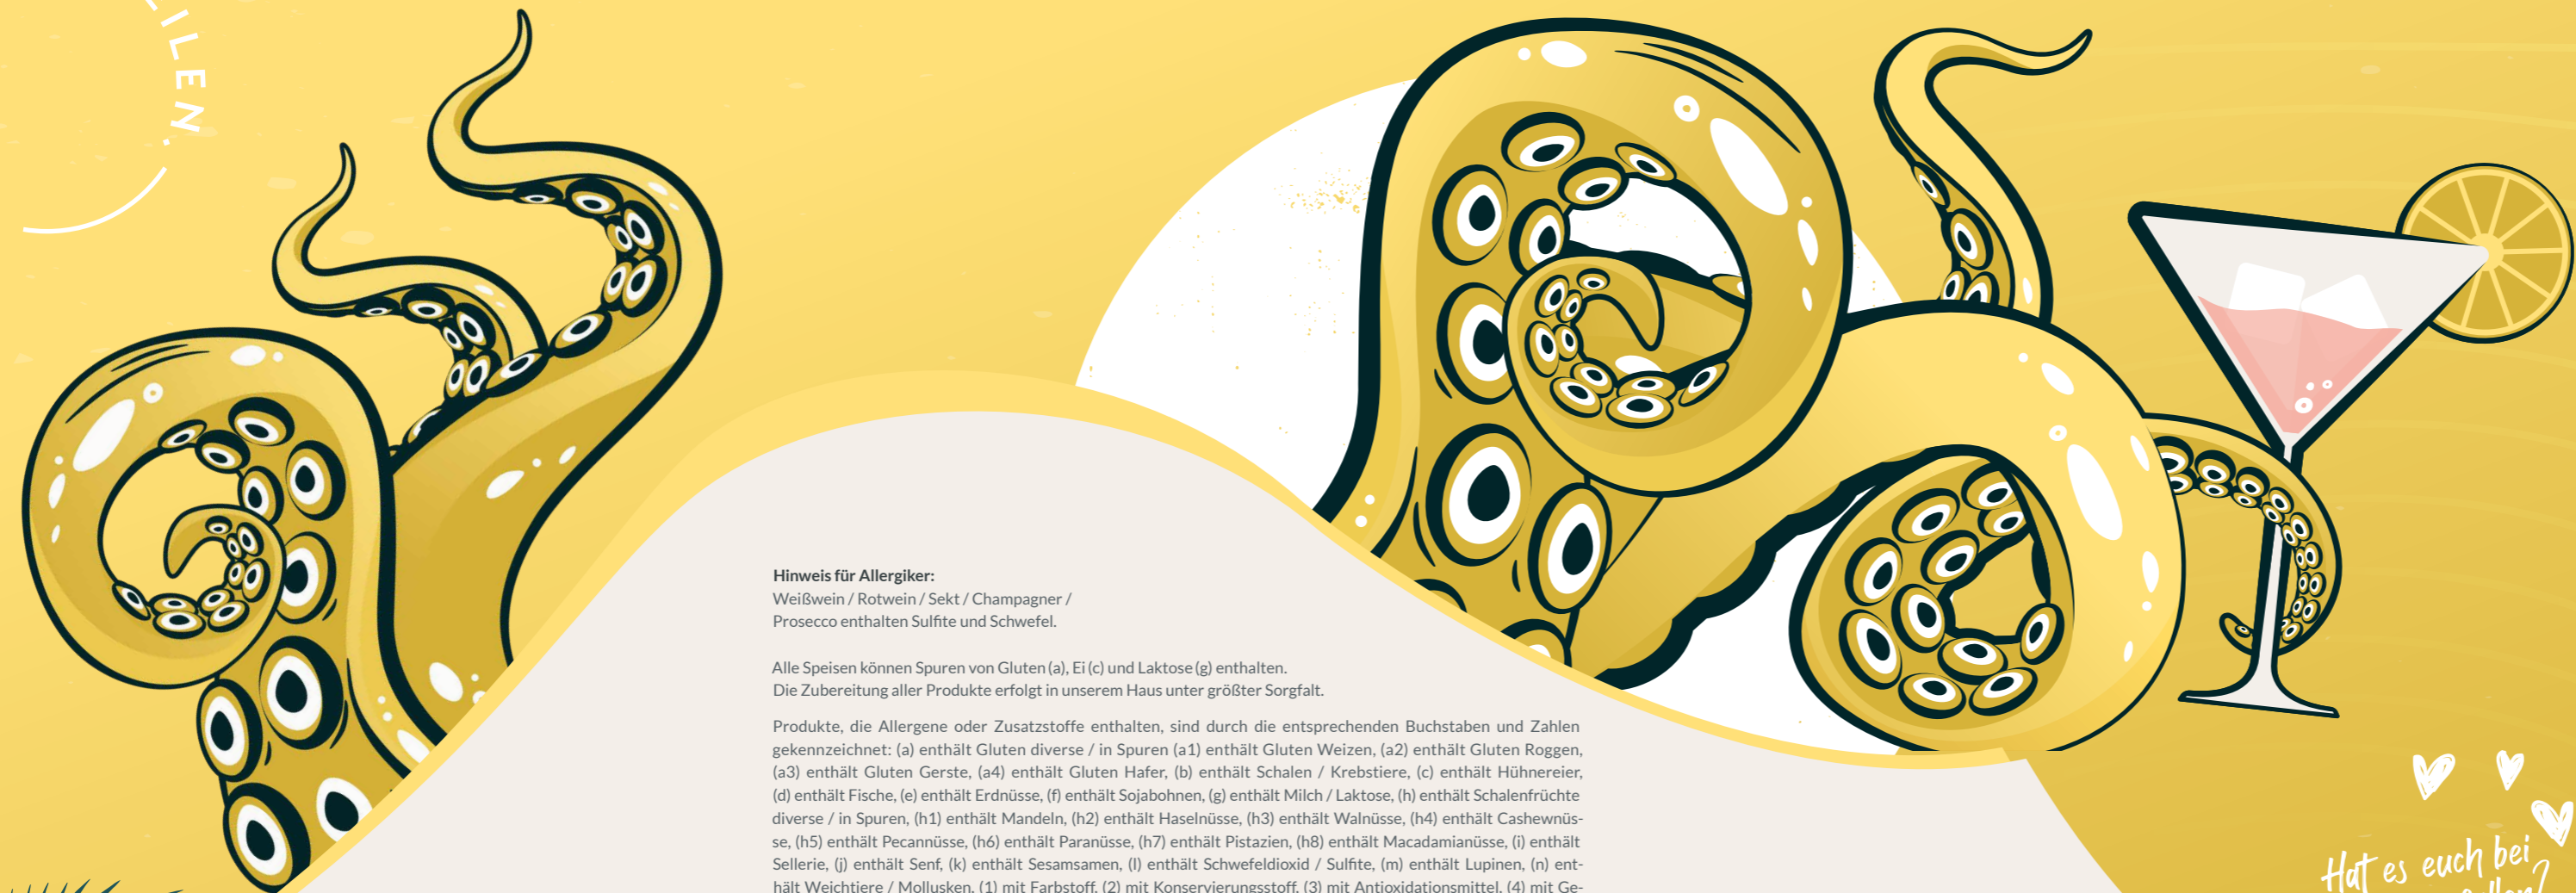 ILEN.
Hinweis für Allergiker:
Weißwein / Rotwein / Sekt / Champagner /
Prosecco enthalten Sulfite und Schwefel.
Alle Speisen können Spuren von Gluten (a), Ei (c) und Laktose (g) enthalten.
Die Zubereitung aller Produkte erfolgt in unserem Haus unter größter Sorgfalt.
Produkte, die Allergene oder Zusatzstoffe enthalten, sind durch die entsprechenden Buchstaben und Zahlen
gekennzeichnet: (a) enthält Gluten diverse / in Spuren (a1) enthält Gluten Weizen, (a2) enthält Gluten Roggen,
(a3) enthält Gluten Gerste, (a4) enthält Gluten Hafer, (b) enthält Schalen / Krebstiere, (c) enthält Hühnereier,
(d) enthält Fische, (e) enthält Erdnüsse, (f) enthält Sojabohnen, (g) enthält Milch / Laktose, (h) enthält Schalenfrüchte
diverse / in Spuren, (h1) enthält Mandeln, (h2) enthält Haselnüsse, (h3) enthält Walnüsse, (h4) enthält Cashewnüs-
se, (h5) enthält Pecannüsse, (h6) enthält Paranüsse, (h7) enthält Pistazien, (h8) enthält Macadamianüsse, (i) enthält
Sellerie, (j) enthält Senf, (k) enthält Sesamsamen, (l) enthält Schwefeldioxid / Sulfite, (m) enthält Lupinen, (n) ent-
hält Weichtiere / Mollusken, (1) mit Farbstoff, (2) mit Konservierungsstoff, (3) mit Antioxidationsmittel, (4) mit Ge-
Hat es euch bei